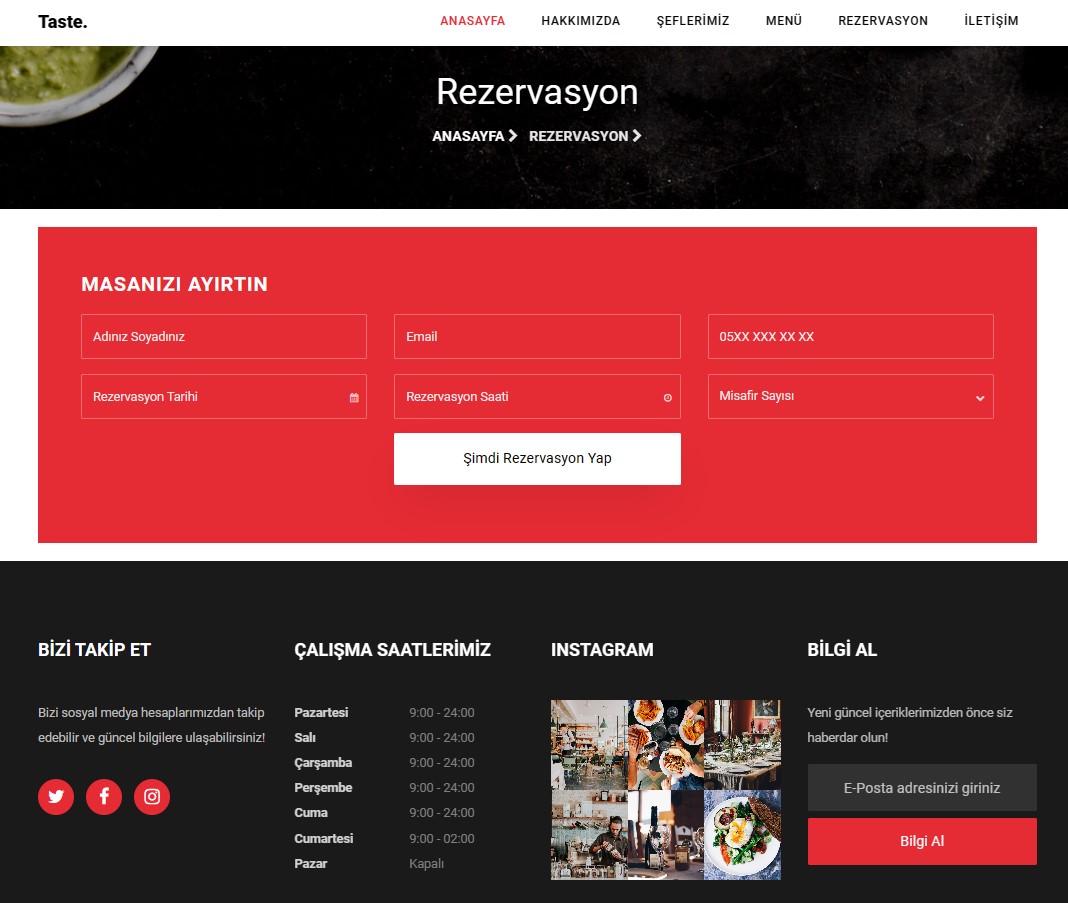 Taste.
ANASAYFA HAKKIMIZDA ŞEFLERİMİZ MENÜ REZERVASYON İLETİŞİM
Rezervasyon
ANASAYFA REZERVASYON
MASANIZI AYIRTIN
Adınız Soyadınız Email 05XX XXX XX XX
Rezervasyon Tarihi Rezervasyon Saati Misafir Sayısı
Şimdi Rezervasyon Yap
BİZİ TAKİP ET
Bizi sosyal medya hesaplarımızdan takip
edebilir ve güncel bilgilere ulaşabilirsiniz!
ÇALIŞMA SAATLERİMİZ
Pazartesi 9:00 - 24:00
Salı 9:00 - 24:00
Çarşamba 9:00 - 24:00
Perşembe 9:00 - 24:00
Cuma 9:00 - 24:00
Cumartesi 9:00 - 02:00
Pazar Kapalı
INSTAGRAM
BİLGİ AL
Yeni güncel içeriklerimizden önce siz
haberdar olun!
E-Posta adresinizi giriniz
Bilgi Al